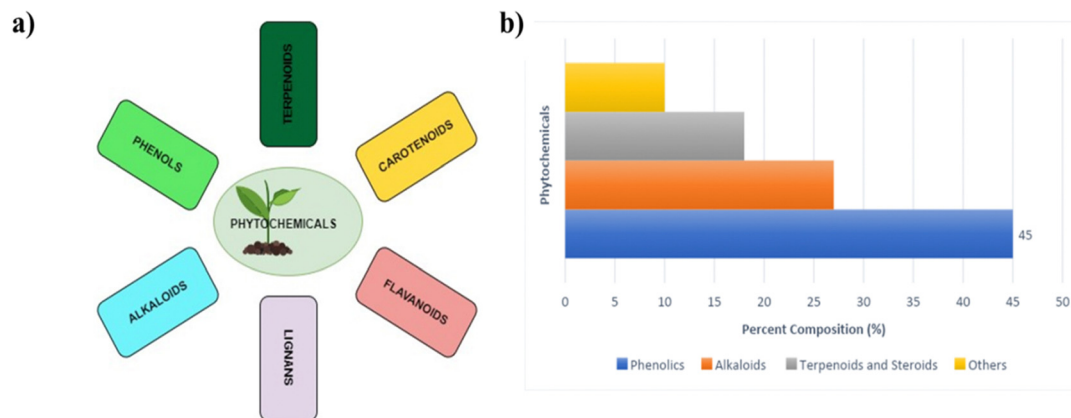 a)
TERPENOIDS
PHENOLS
CAROTENOIDS
PHYTOCHEMICALS
ALKALOIDS
FLAVANOIDS
LIGNANS
b)
Phytochemicals
45
0 5 10 15 20 25 30 35 40 45 50
Percent Composition (%)
Phenolics Alkaloids Terpenoids and Steroids Others